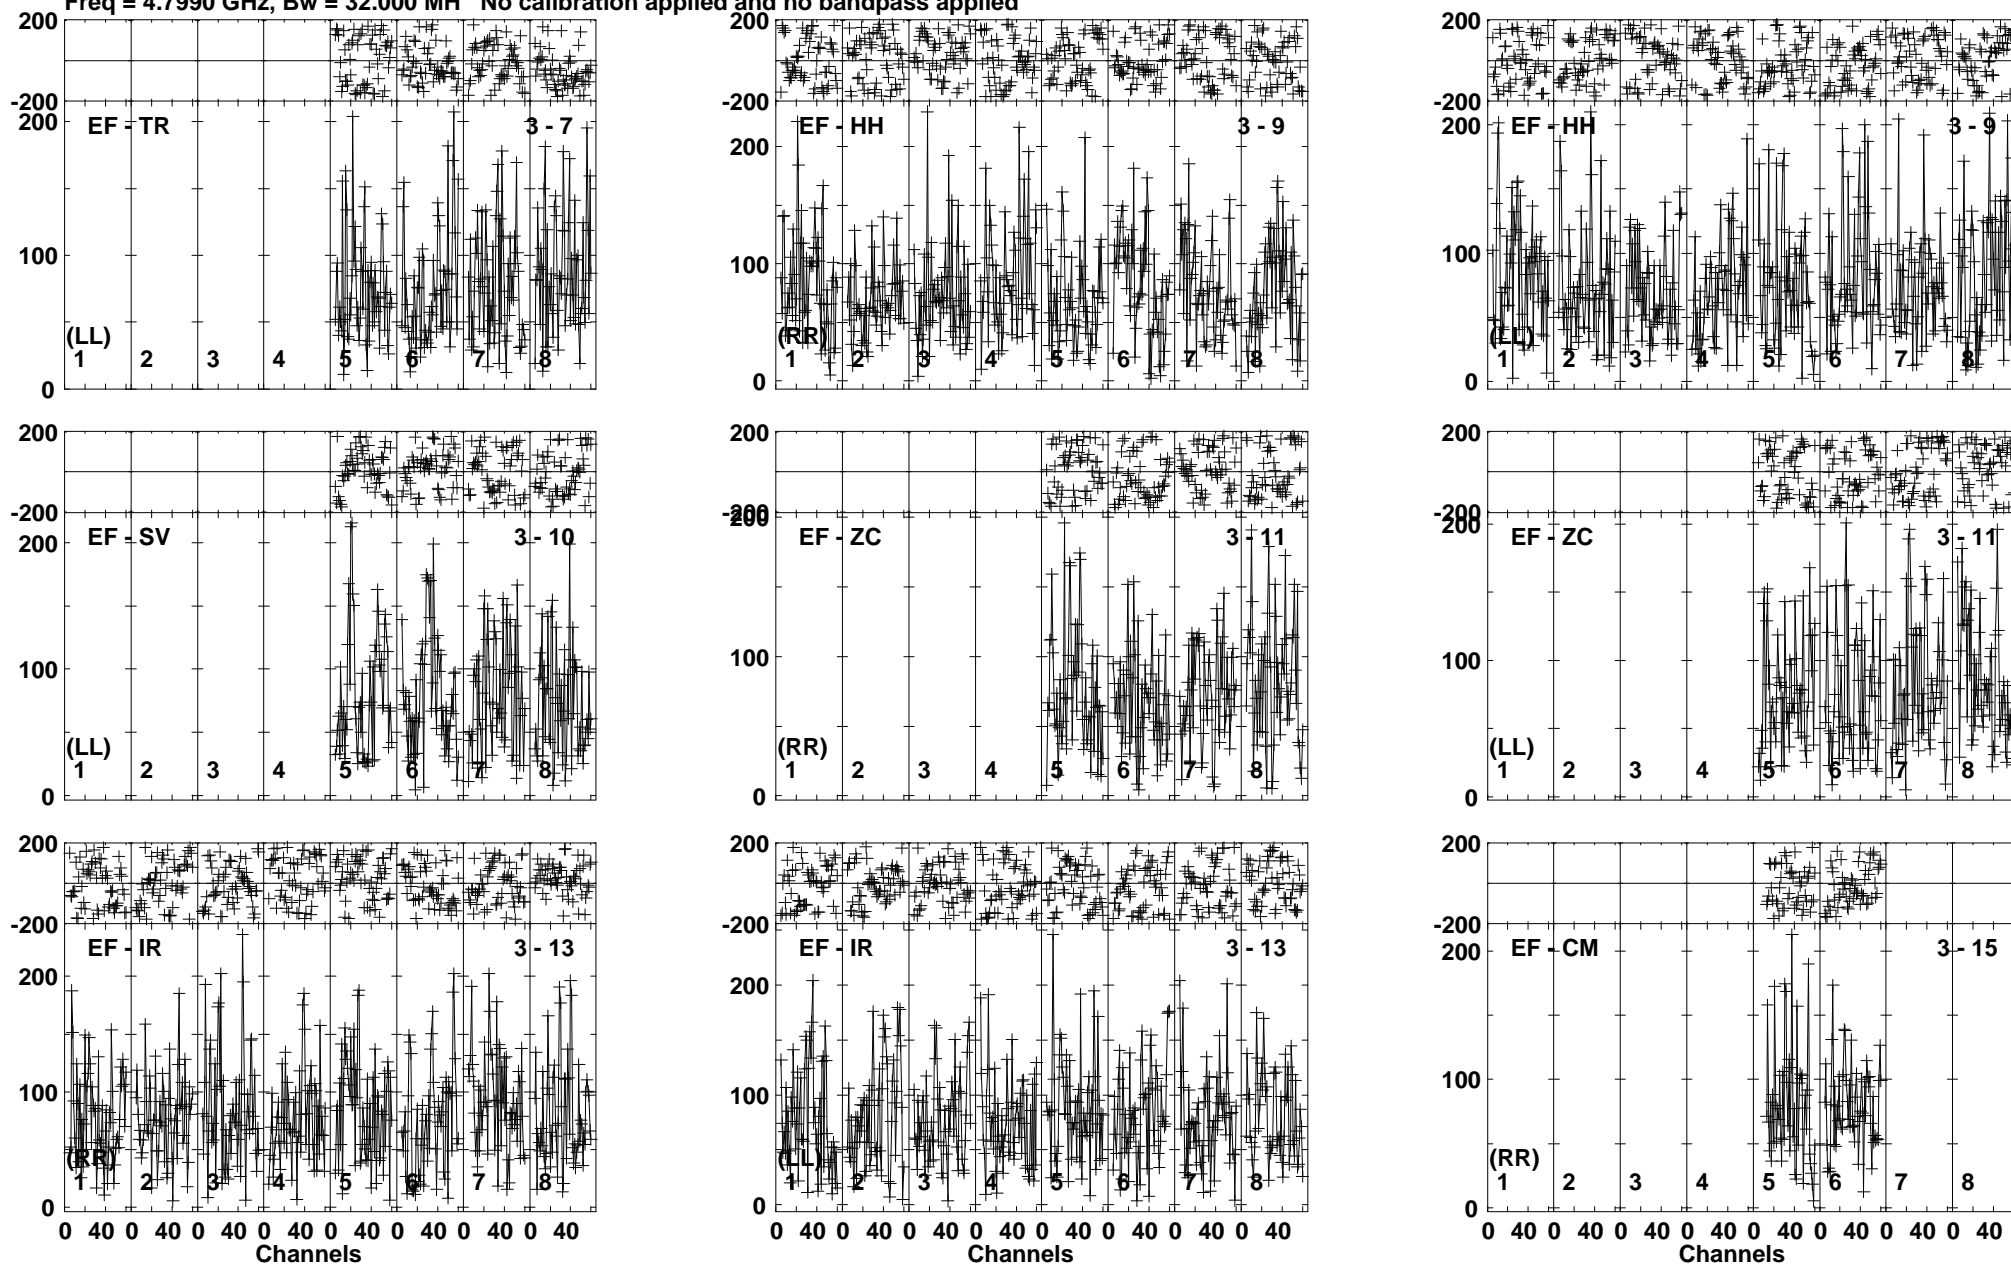 Freq = 4.7990 GHz, Bw = 32.000 MH No calibration applied and no bandpass applied
200 200 200
-200 -200 -200
200 EF - TR 3 - 7 EF - HH 3 - 9 200 EF - HH 3 - 9
200
100 100 100
(LL) (RR) (LL)
1 2 3 4 5 6 7 8 1 2 3 4 5 6 7 8 1 2 3 4 5 6 7 8
0 0 0
200 200 200
-200 -200 -200
200 200
EF - SV 3 - 10 EF - ZC 3 - 11 EF - ZC 3 - 11
200
100 100 100
(LL) (RR) (LL)
1 2 3 4 5 6 7 8 1 2 3 4 5 6 7 8 1 2 3 4 5 6 7 8
0 0 0
200 200 200
-200 -200 -200
EF - IR 3 - 13 EF - IR 3 - 13 EF - CM 3 - 15
200 200 200
100 100 100
(RR) (LL) (RR)
1 2 3 4 5 6 7 8 1 2 3 4 5 6 7 8 1 2 3 4 5 6 7 8
0 0 0
0 40 0 40 0 40 0 40 0 40 0 40 0 40 0 40 0 40 0 40 0 40 0 40 0 40 0 40 0 40 0 40 0 40 0 40 0 40 0 40 0 40 0 40 0 40 0 40
Channels Channels Channels